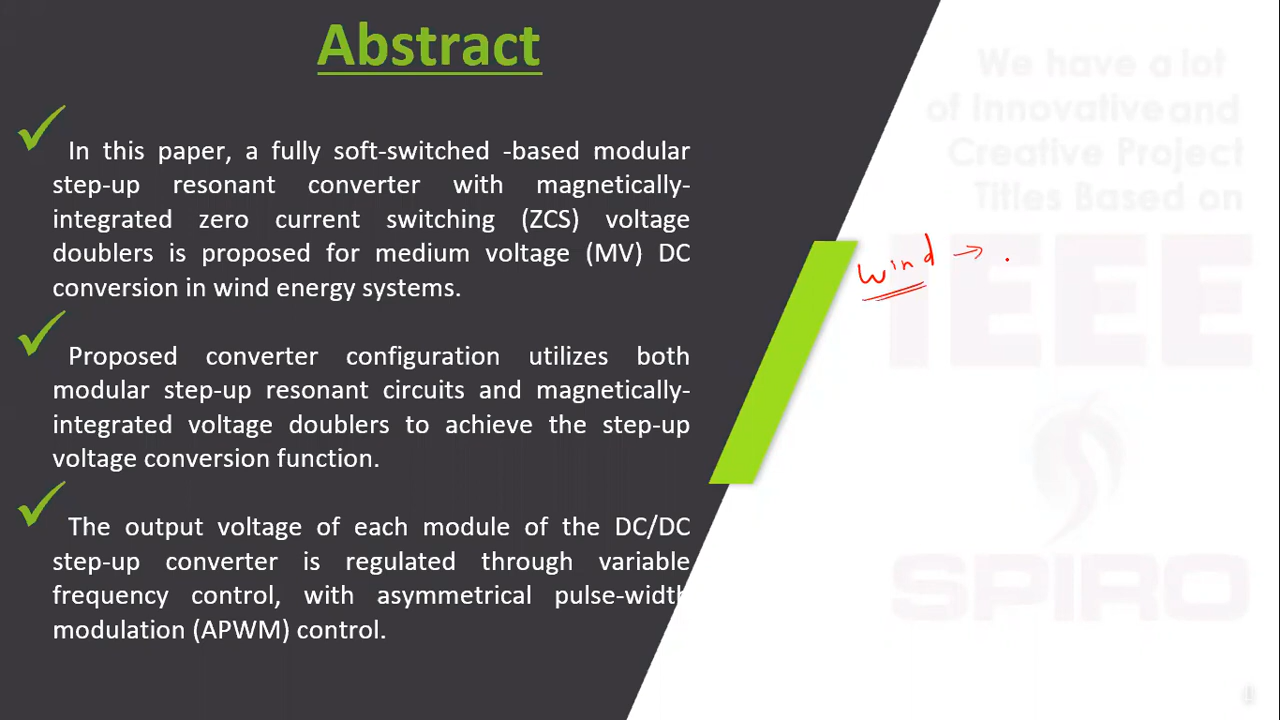 Abstract
In this paper, a fully soft-switched -based modular
step-up resonant converter with magnetically-
integrated zero current switching (ZCS) voltage
doublers is proposed for medium voltage (MV) DC
conversion in wind energy systems.
Proposed converter configuration utilizes both
modular step-up resonant circuits and magnetically-
integrated voltage doublers to achieve the step-up
voltage conversion function.
The output voltage of each module of the DC/DC
step-up converter is regulated through variable
frequency control, with asymmetrical pulse-width
modulation (APWM) control.
We have a lot
of Innovative and
Creative Project
Titles Based on
IEEE
wind →
SPIRO